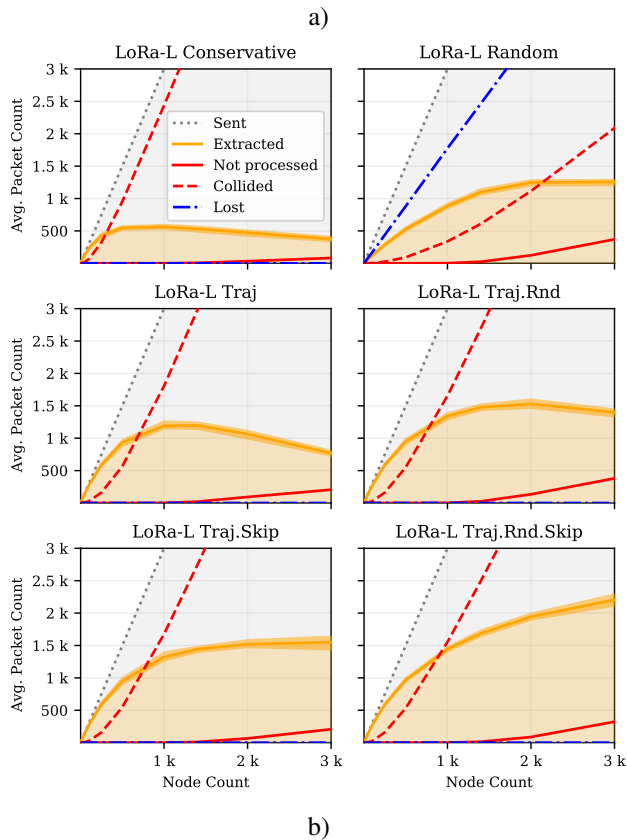 a)
LoRa-L Conservative
LoRa-L Random
3 k
2.5 k
2 k
1.5 k
1 k
500
Avg. Packet Count
Sent
Extracted
Not processed
Collided
Lost
LoRa-L Traj
LoRa-L Traj.Rnd
3 k
2.5 k
2 k
1.5 k
1 k
500
Avg. Packet Count
LoRa-L Traj.Skip
LoRa-L Traj.Rnd.Skip
3 k
2.5 k
2 k
1.5 k
1 k
500
Avg. Packet Count
1 k 2 k 3 k
1 k 2 k 3 k
Node Count
Node Count
b)